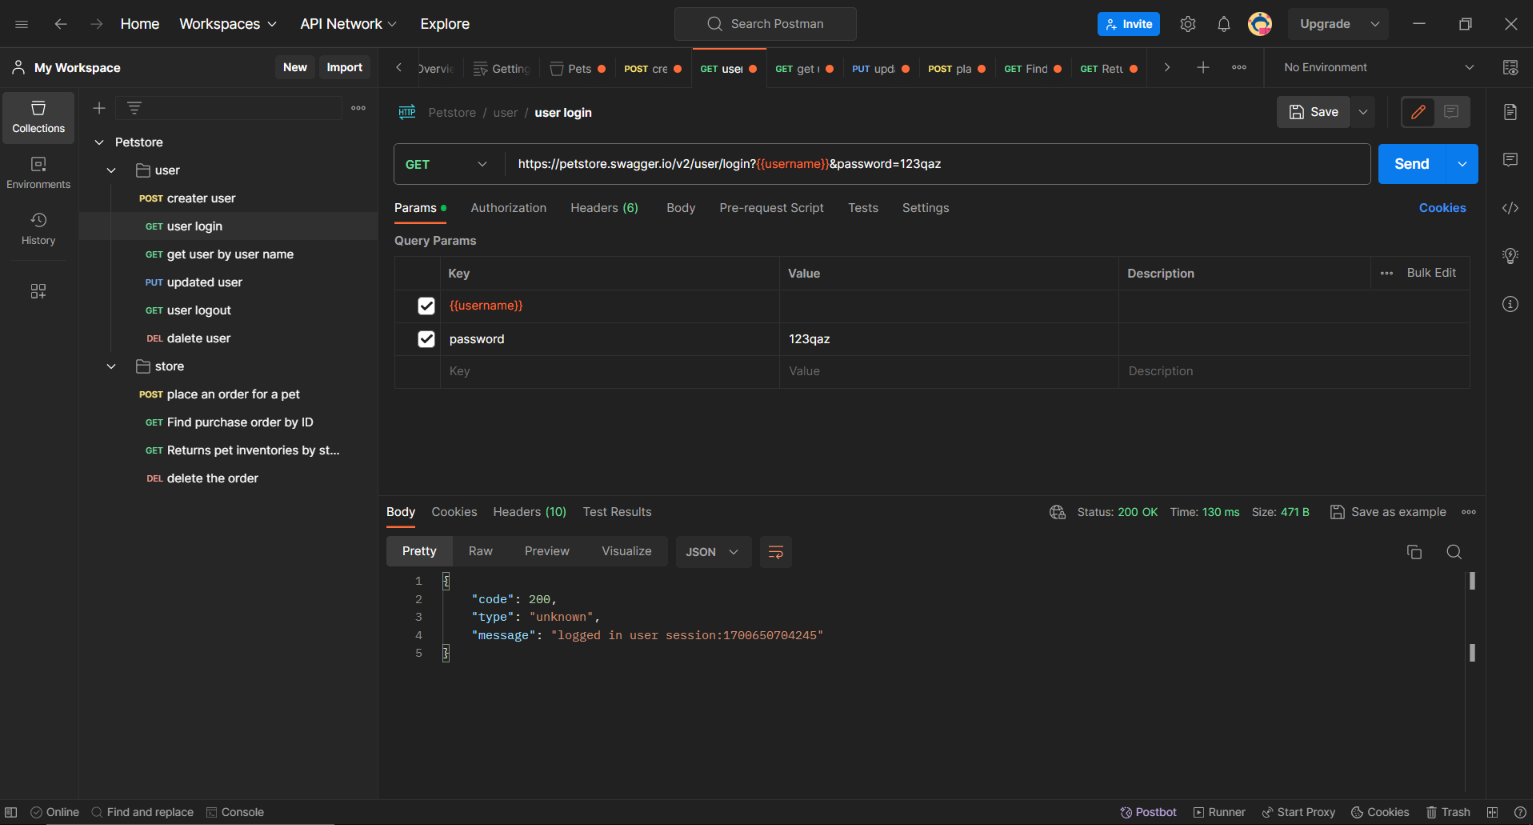 Home Workspaces API Network Explore Search Postman Invite Upgrade
My Workspace New Import Overvie Getting Pets POST cre GET user GET get u PUT upda POST pla GET Find GET Retu No Environment
Collections
Environments
History
Petstore
user
POST creater user
GET user login
GET get user by user name
PUT updated user
GET user logout
DEL dalete user
store
POST place an order for a pet
GET Find purchase order by ID
GET Returns pet inventories by st...
DEL delete the order
HTTP Petstore / user / user login Save
GET https://petstore.swagger.io/v2/user/login?{{username}}&password=123qaz Send
Params Authorization Headers (6) Body Pre-request Script Tests Settings Cookies
Query Params
Key Value Description Bulk Edit
{{username}}
password 123qaz
Key Value Description
Body Cookies Headers (10) Test Results Status: 200 OK Time: 130 ms Size: 471 B Save as example
Pretty Raw Preview Visualize JSON
1 {
2 "code": 200,
3 "type": "unknown",
4 "message": "logged in user session:1700650704245"
5 }
Online Find and replace Console Postbot Runner Start Proxy Cookies Trash